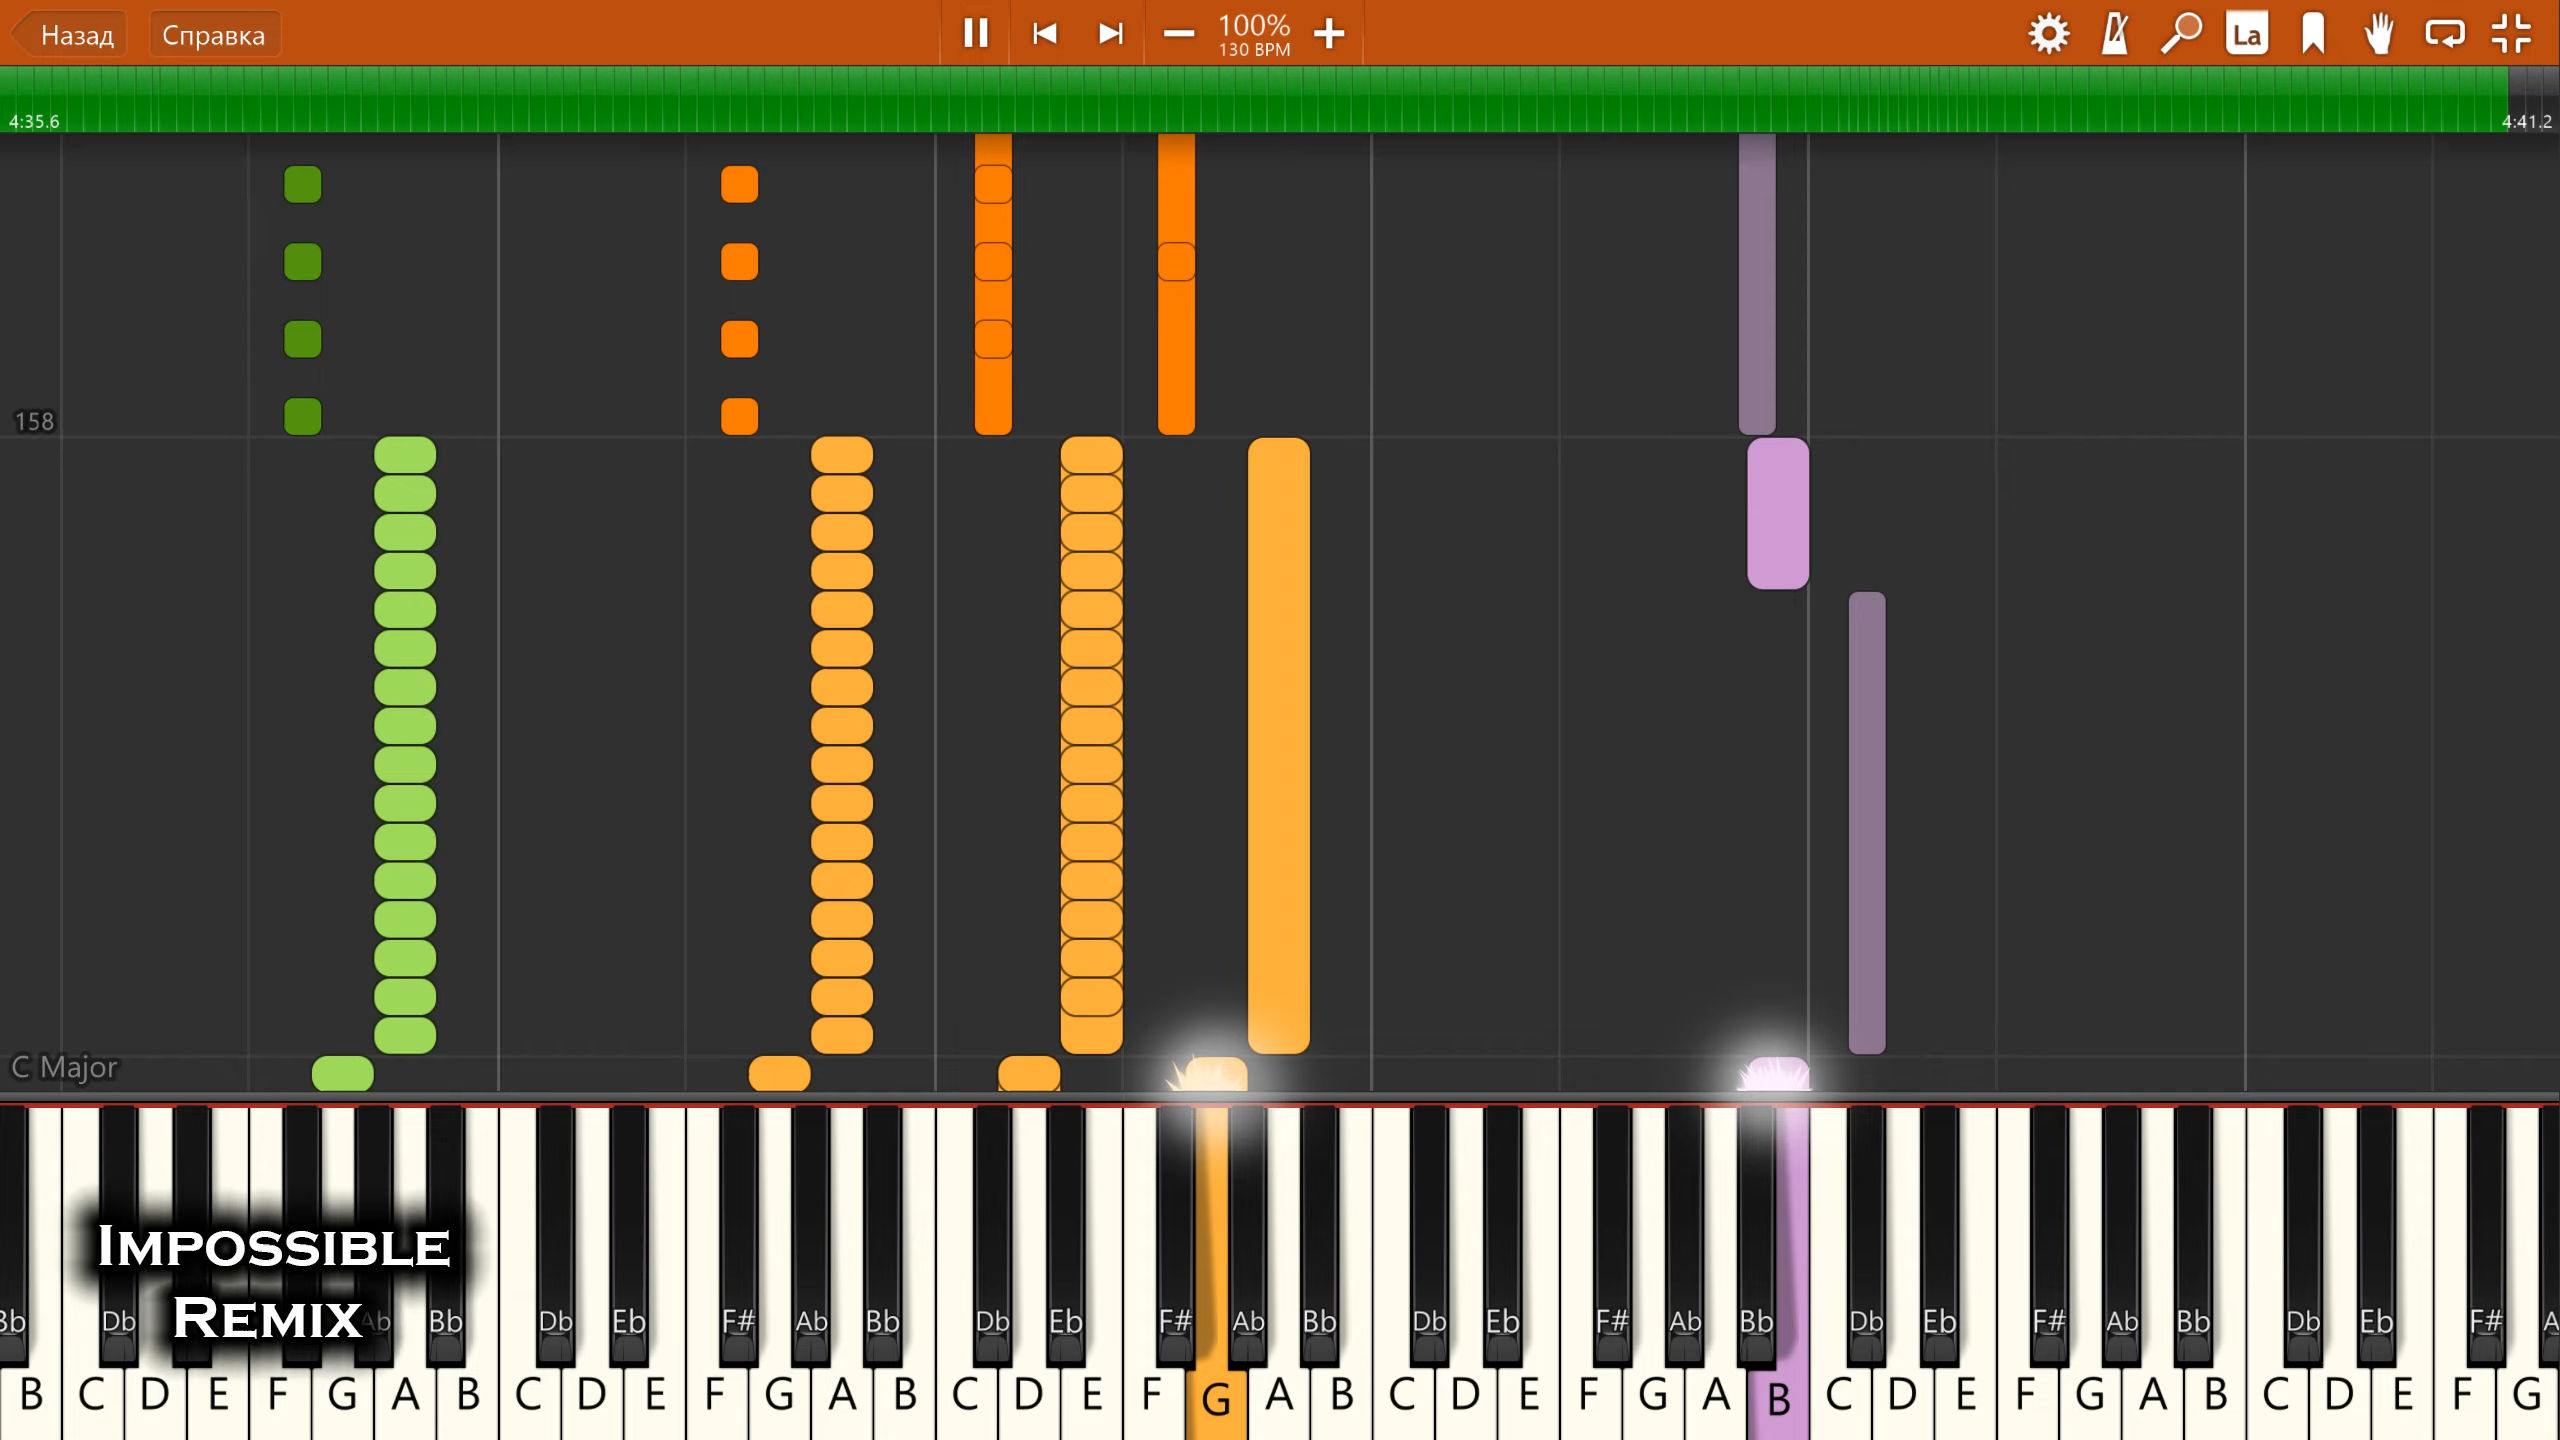 Назад
Справка
100%
130 BPM
La
4:35.6
4:41.2
158
C Major
Bb Db Ab Bb Db Eb F# Ab Bb Db Eb F# Ab Bb Db Eb F# Ab Bb Db Eb F# Ab Bb Db Eb F# A
IMPOSSIBLE
REMIX
B C D E F G A B C D E F G A B C D E F G A B C D E F G A B C D E F G A B C D E F G